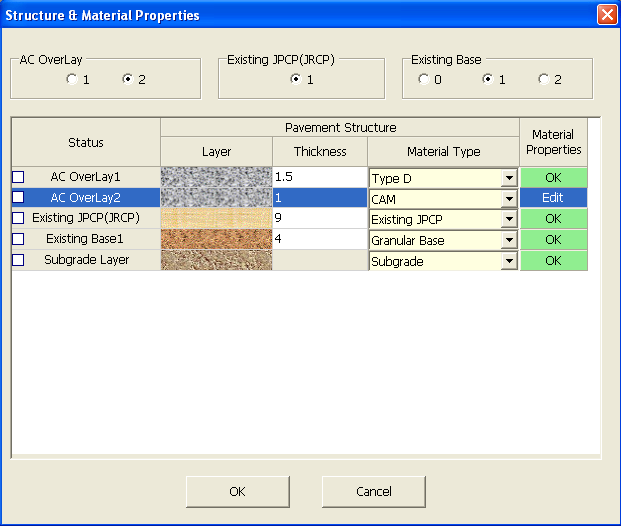 Structure & Material Properties
AC OverLay
1
2
Existing JPCP(JRCP)
1
Existing Base
0
1
2
Status
Pavement Structure
Layer
Thickness
Material Type
Material
Properties
AC OverLay1
1.5
Type D
OK
AC OverLay2
1
CAM
Edit
Existing JPCP(JRCP)
9
Existing JPCP
OK
Existing Base1
4
Granular Base
OK
Subgrade Layer
Subgrade
OK
OK
Cancel